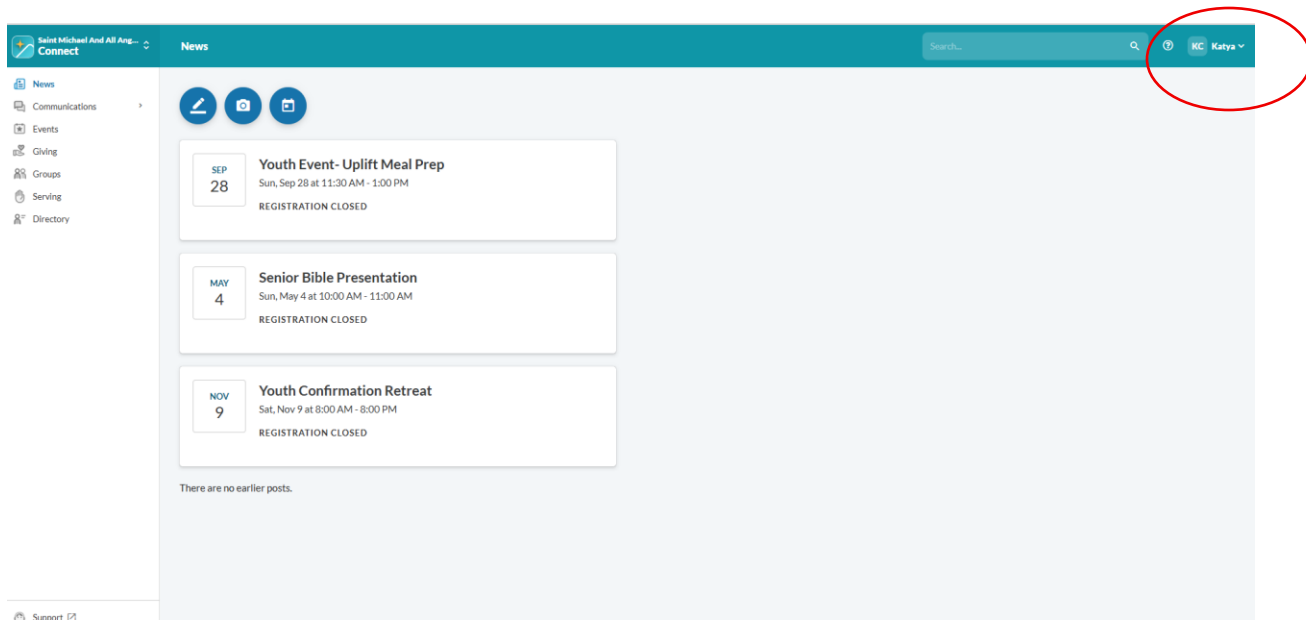 Saint Michael And All Ang...
Connect
News
Search...
KC Katya
News
Communications
Events
Giving
Groups
Serving
Directory
SEP
28
Youth Event- Uplift Meal Prep
Sun, Sep 28 at 11:30 AM - 1:00 PM
REGISTRATION CLOSED
MAY
4
Senior Bible Presentation
Sun, May 4 at 10:00 AM - 11:00 AM
REGISTRATION CLOSED
NOV
9
Youth Confirmation Retreat
Sat, Nov 9 at 8:00 AM - 8:00 PM
REGISTRATION CLOSED
There are no earlier posts.
Support